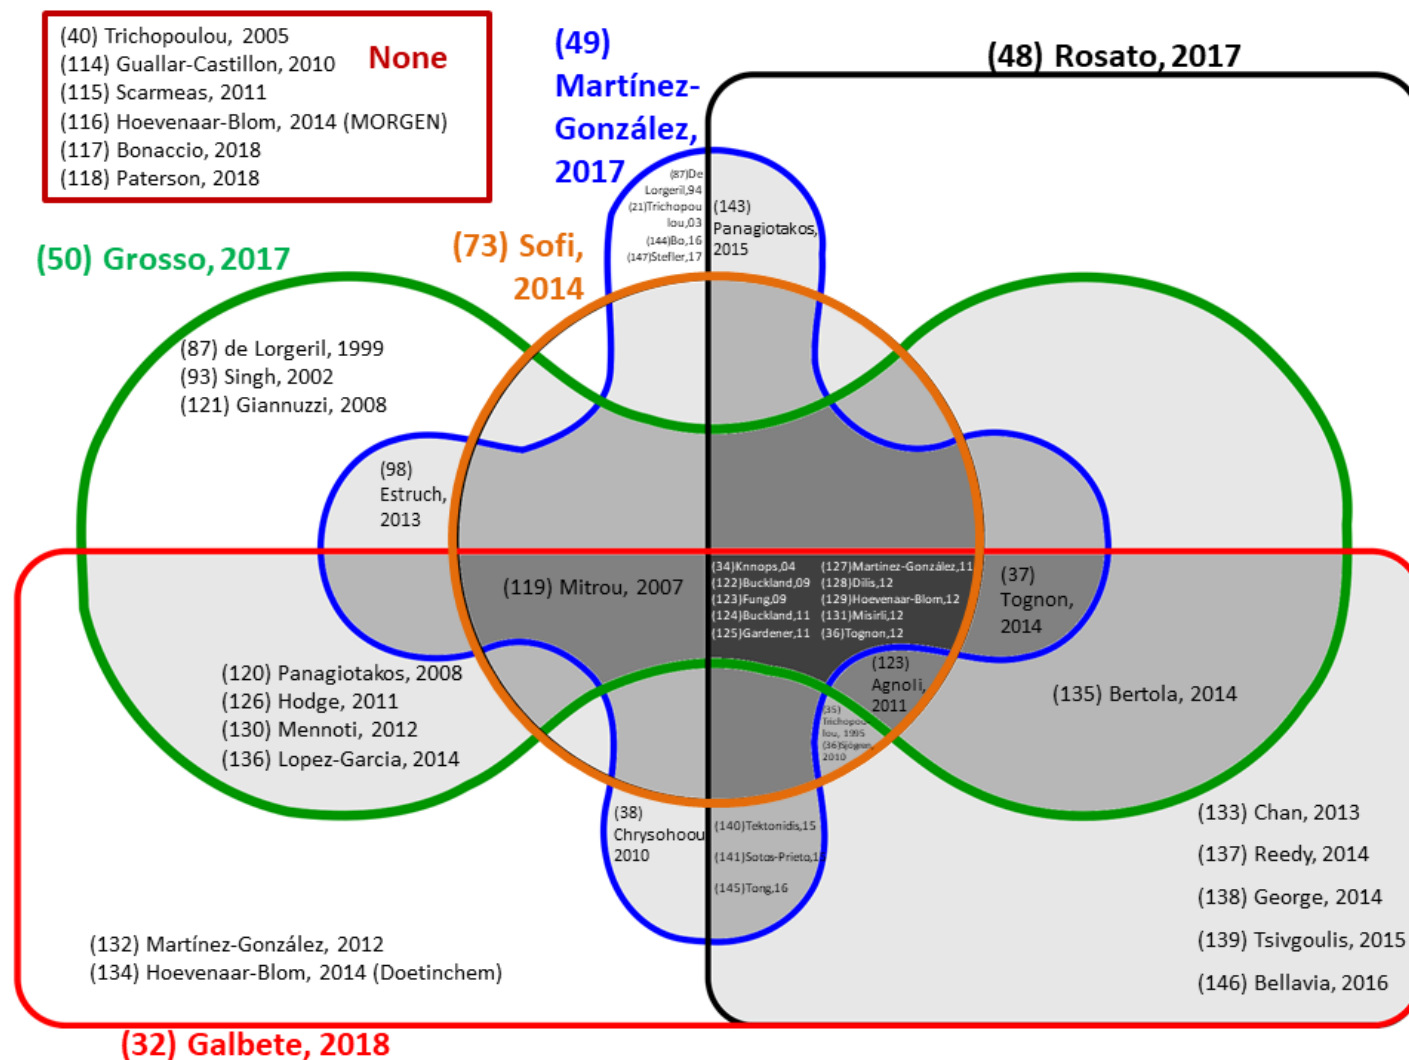 (40) Trichopoulou, 2005
(114) Guallar-Castillon, 2010
(115) Scarmeas, 2011
(116) Hoevenaar-Blom, 2014 (MORGEN)
(117) Bonaccio, 2018
(118) Paterson, 2018
None
(49)
Martínez-
González,
2017
(48) Rosato, 2017
(87)De
Lorgeril,94
(21)Trichopou
lou,03
(144)Bo,16
(147)Stefler,17
(143)
Panagiotakos,
2015
(50) Grosso, 2017
(73) Sofi,
2014
(87) de Lorgeril, 1999
(93) Singh, 2002
(121) Giannuzzi, 2008
(98)
Estruch,
2013
(119) Mitrou, 2007
(34)Knnops,04
(122)Buckland,09
(123)Fung,09
(124)Buckland,11
(125)Gardener,11
(127)Martínez-González,11
(128)Dilis,12
(129)Hoevenaar-Blom,12
(131)Misirli,12
(36)Tognon,12
(37)
Tognon,
2014
(120) Panagiotakos, 2008
(126) Hodge, 2011
(130) Mennoti, 2012
(136) Lopez-Garcia, 2014
(123)
Agnoli,
2011
(35)
Trichopou-
lou, 1995
(36)Sjögren,
2010
(135) Bertola, 2014
(38)
Chrysohoou
2010
(140)Tektonidis,15
(141)Sotos-Prieto,1
(145)Tong,16
(133) Chan, 2013
(137) Reedy, 2014
(138) George, 2014
(139) Tsivgoulis, 2015
(146) Bellavia, 2016
(132) Martínez-González, 2012
(134) Hoevenaar-Blom, 2014 (Doetinchem)
(32) Galbete, 2018